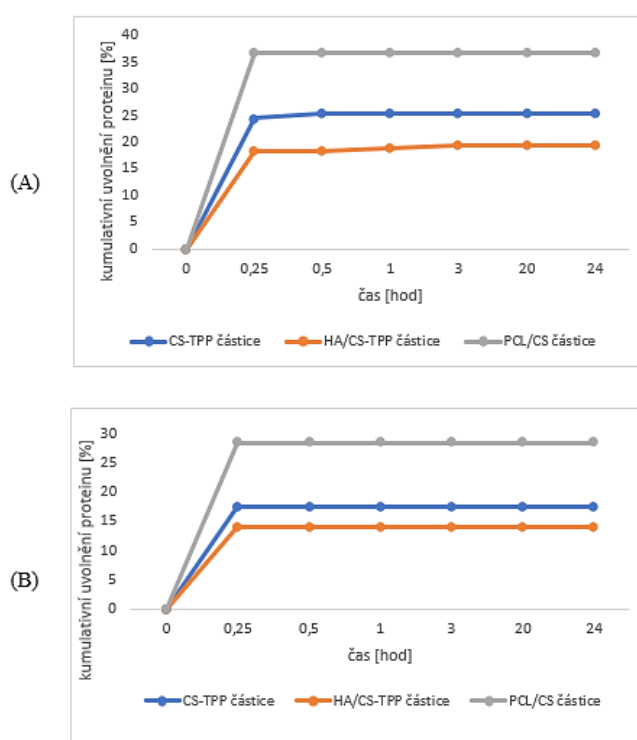 (A)
kumulativní uvolnění proteinu [%]
40
35
30
25
20
15
10
5
0
0 0,25 0,5 1 3 20 24
čas [hod]
CS-TPP částice HA/CS-TPP částice PCL/CS částice
(B)
kumulativní uvolnění proteinu [%]
30
25
20
15
10
5
0
0 0,25 0,5 1 3 20 24
čas [hod]
CS-TPP částice HA/CS-TPP částice PCL/CS částice